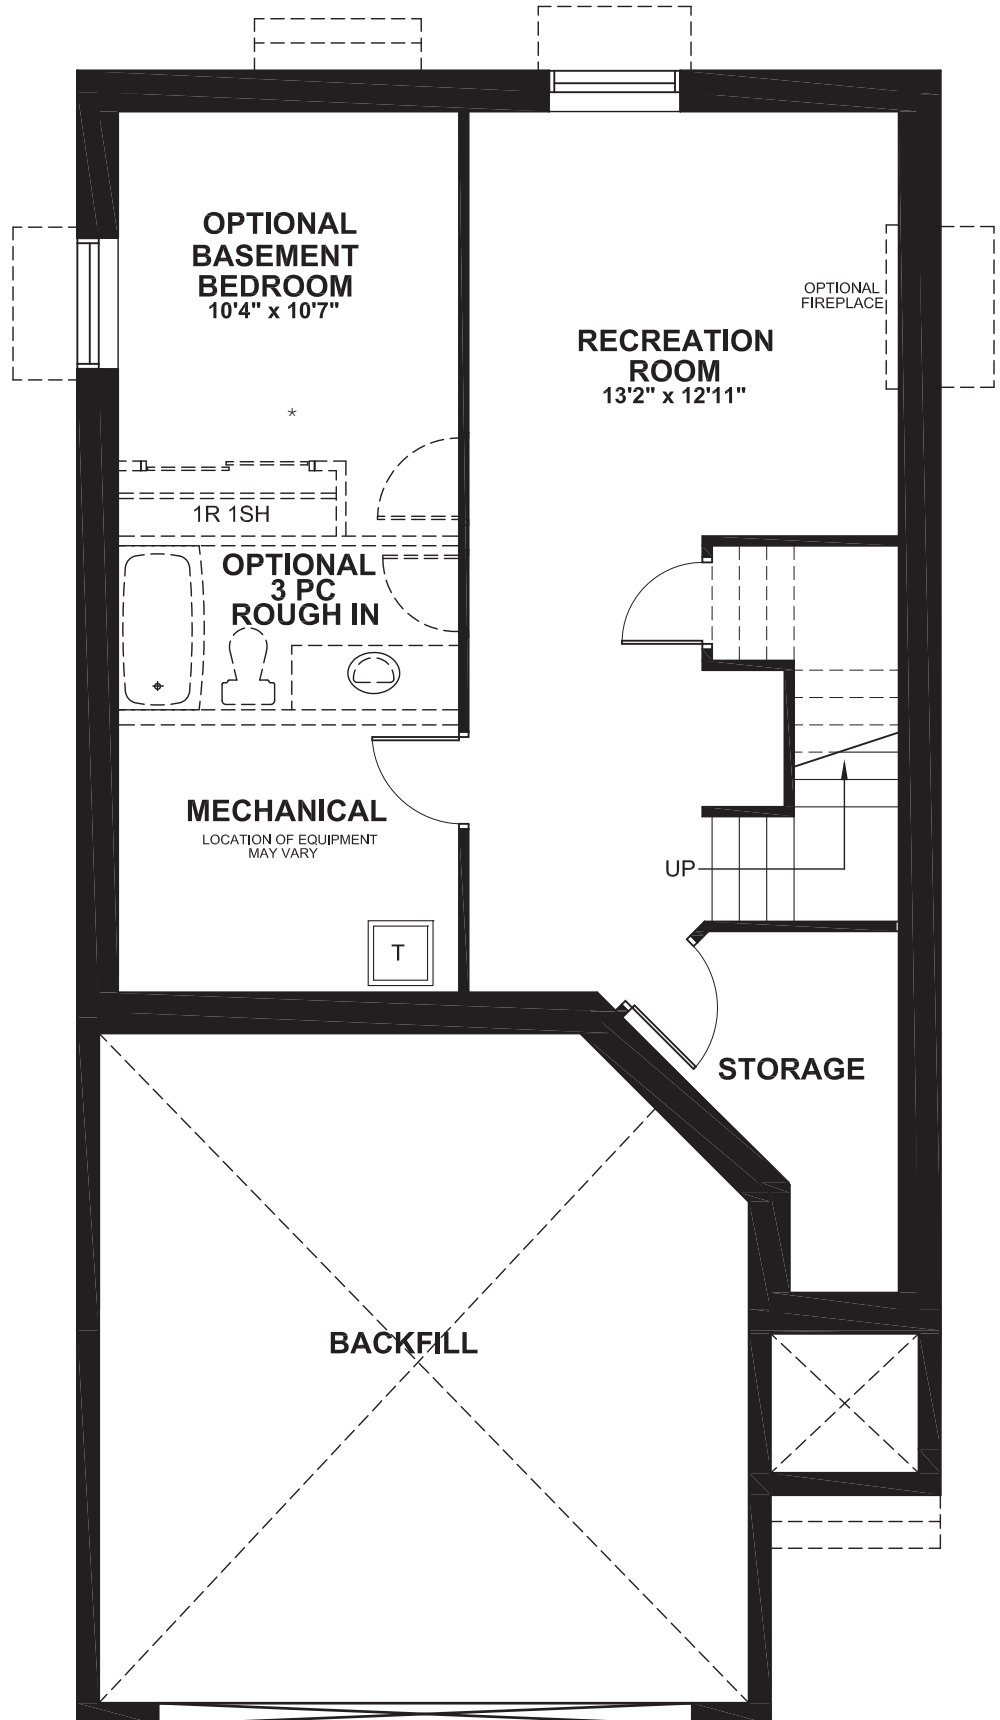 OPTIONAL
BASEMENT
BEDROOM
10'4" x 10'7"
*
OPTIONAL
FIREPLACE
RECREATION
ROOM
13'2" x 12'11"
1R 1SH
OPTIONAL
3 PC
ROUGH IN
MECHANICAL
LOCATION OF EQUIPMENT
MAY VARY
UP
T
STORAGE
BACKFILL